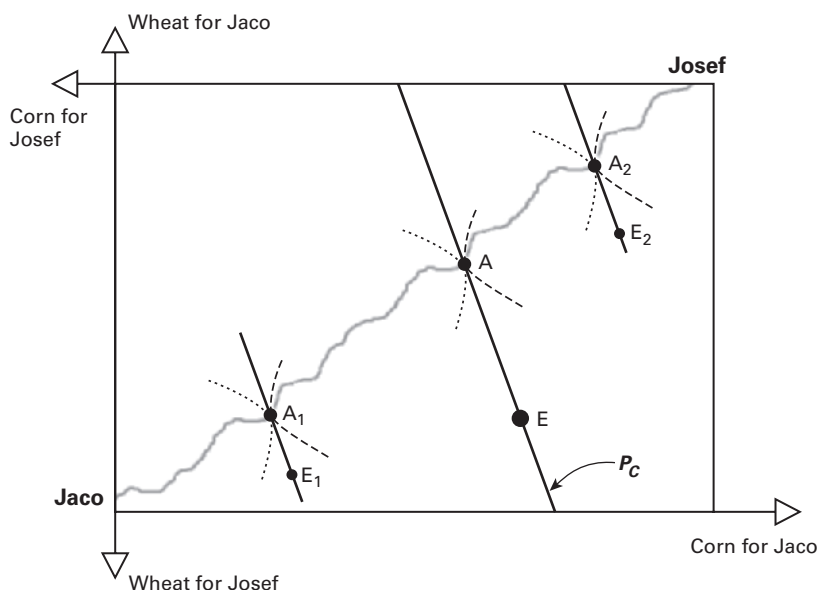 Wheat for Jaco
Josef
Corn for
Josef
A2
E2
A
A1
E
E1
PC
Jaco
Corn for Jaco
Wheat for Josef